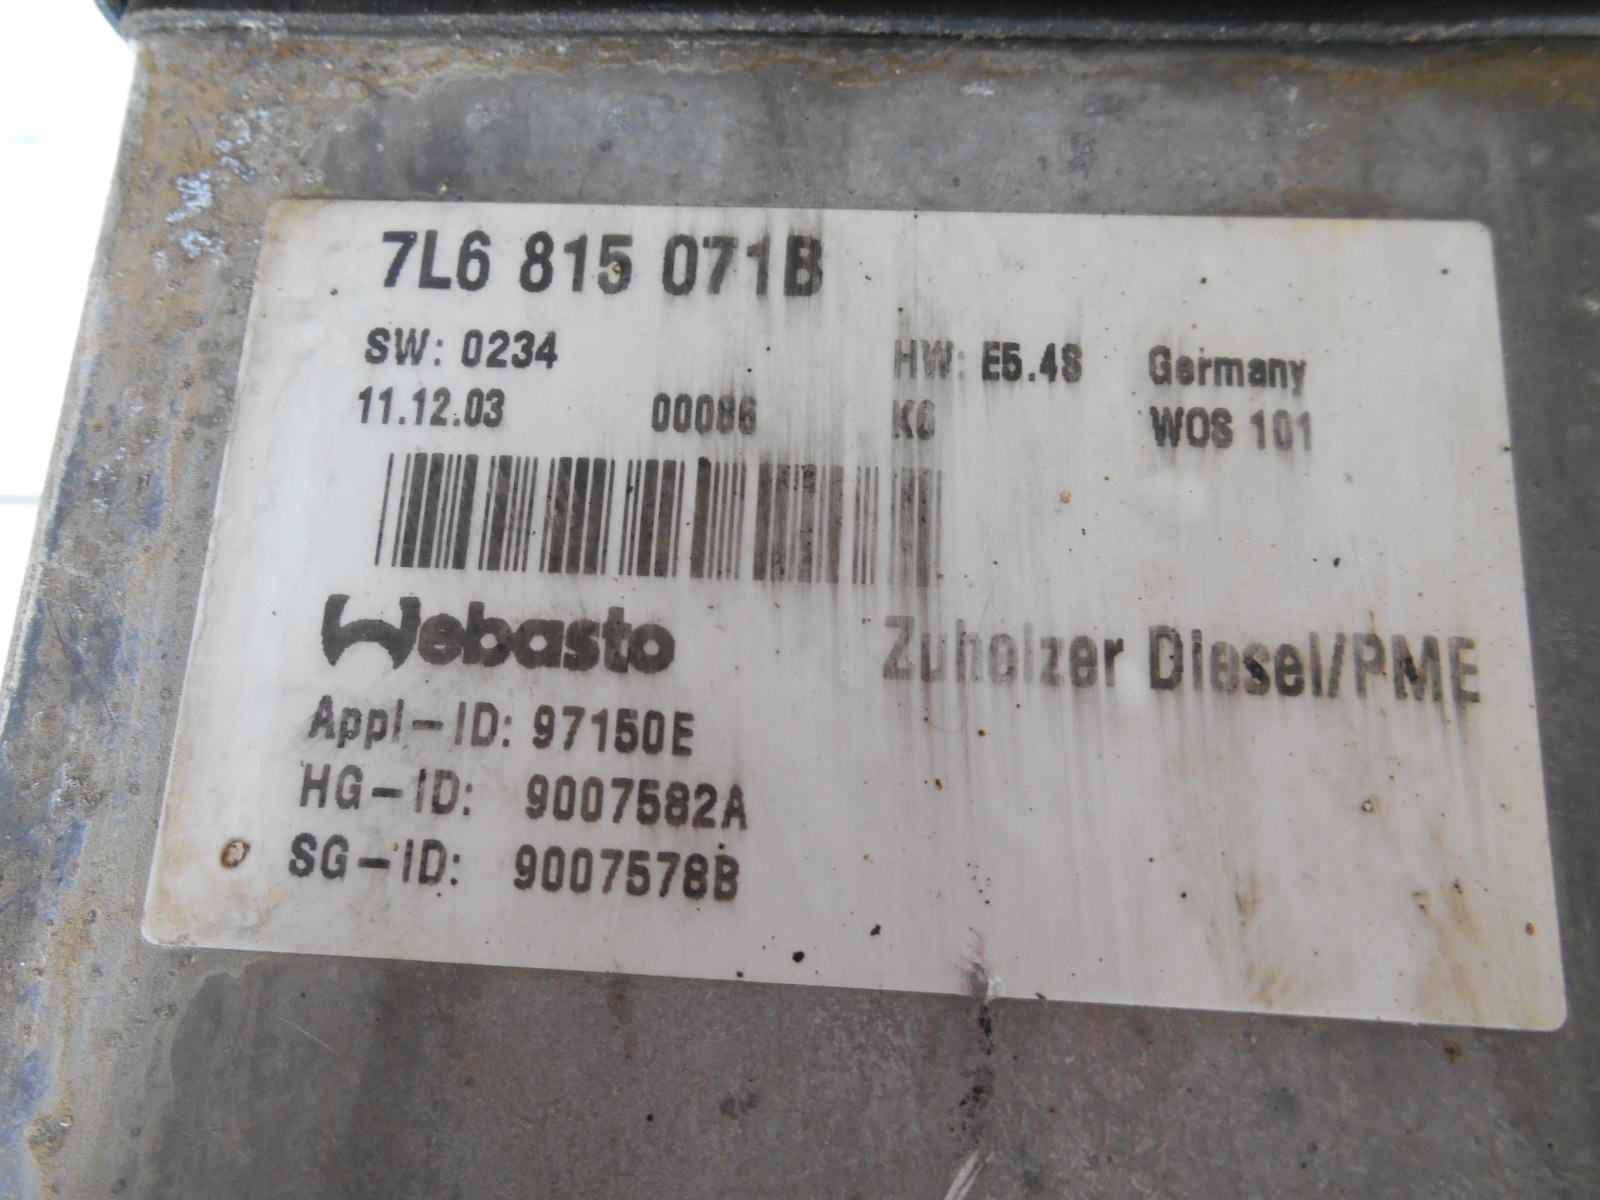 7L6 815 071B
SW: 0234 HW: E5.48 Germany
11.12.03 00086 K6 WOS 101
Webasto Zuheizer Diesel/PME
Appl-ID: 97150E
HG-ID: 9007582A
SG-ID: 9007578B